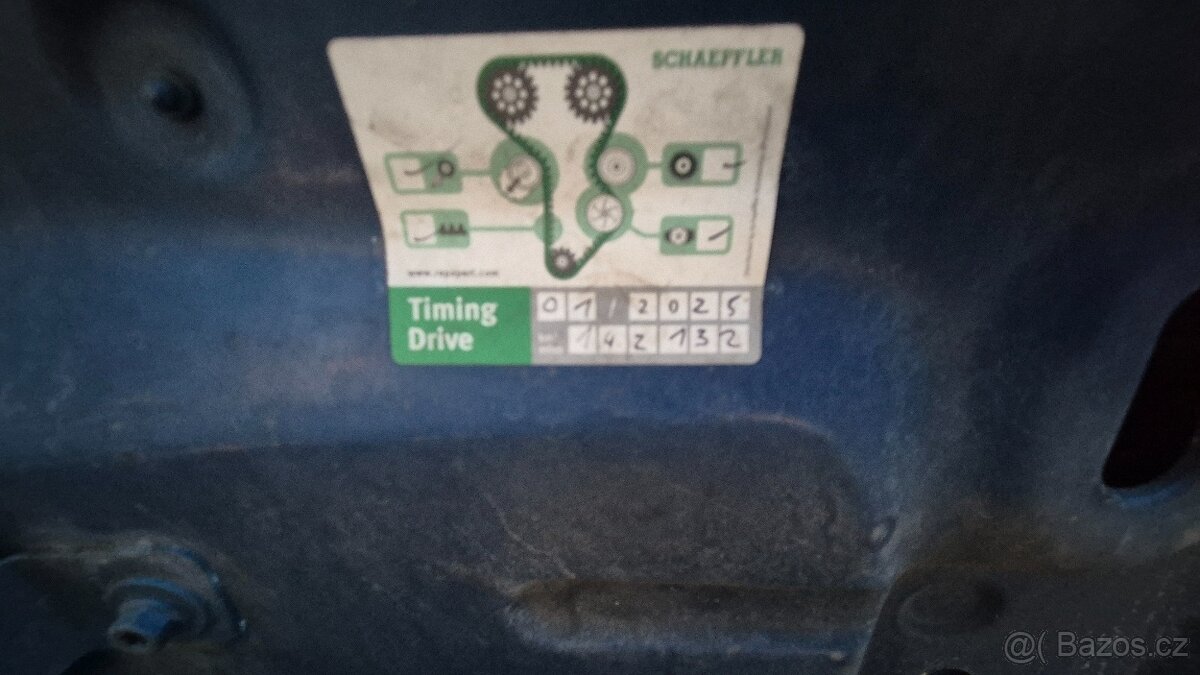 SCHAEFFLER
www.repxpert.com
Timing
Drive
01/2025
142132
@( Bazos.cz